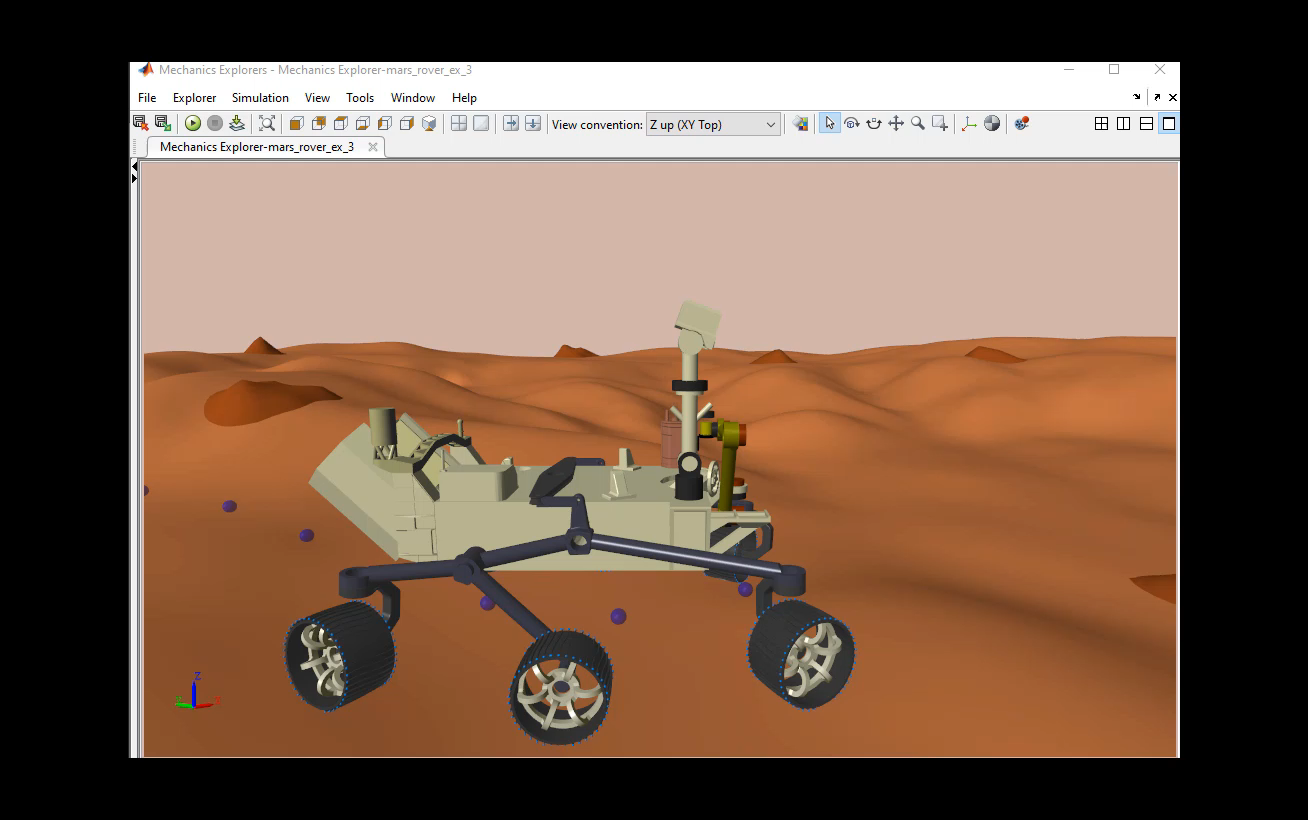 Mechanics Explorers - Mechanics Explorer-mars_rover_ex_3
File Explorer Simulation View Tools Window Help
View convention: Z up (XY Top)
Mechanics Explorer-mars_rover_ex_3
Z